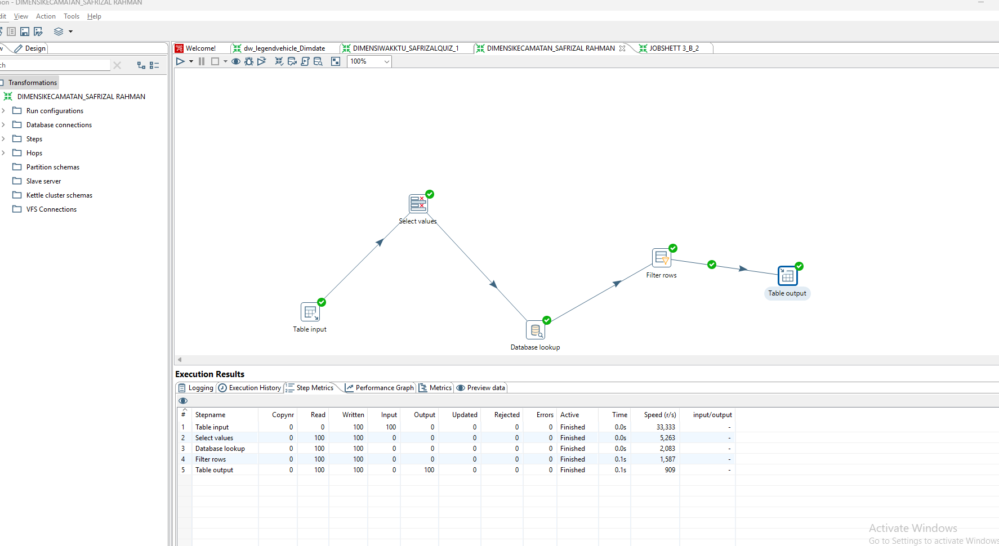 oon - DIMENSIKECAMATAN_SAFRIZAL RAHMAN
dit View Action Tools Help
w Design
Welcome! dw_legendvehicle_Dimdate DIMENSIWAKKTU_SAFRIZALQUIZ_1 DIMENSIKECAMATAN_SAFRIZAL RAHMAN JOBSHETT 3_B_2
ch
100%
Transformations
DIMENSIKECAMATAN_SAFRIZAL RAHMAN
Run configurations
Database connections
Steps
Hops
Partition schemas
Slave server
Kettle cluster schemas
VFS Connections
Select values
Filter rows
Table output
Table input
Database lookup
Execution Results
Logging Execution History Step Metrics Performance Graph Metrics Preview data
# Stepname Copynr Read Written Input Output Updated Rejected Errors Active Time Speed (r/s) input/output
1 Table input 0 0 100 100 0 0 0 0 Finished 0.0s 33,333 -
2 Select values 0 100 100 0 0 0 0 0 Finished 0.0s 5,263 -
3 Database lookup 0 100 100 0 0 0 0 0 Finished 0.0s 2,083 -
4 Filter rows 0 100 100 0 0 0 0 0 Finished 0.1s 1,587 -
5 Table output 0 100 100 0 100 0 0 0 Finished 0.1s 909 -
Activate Windows
Go to Settings to activate Windows